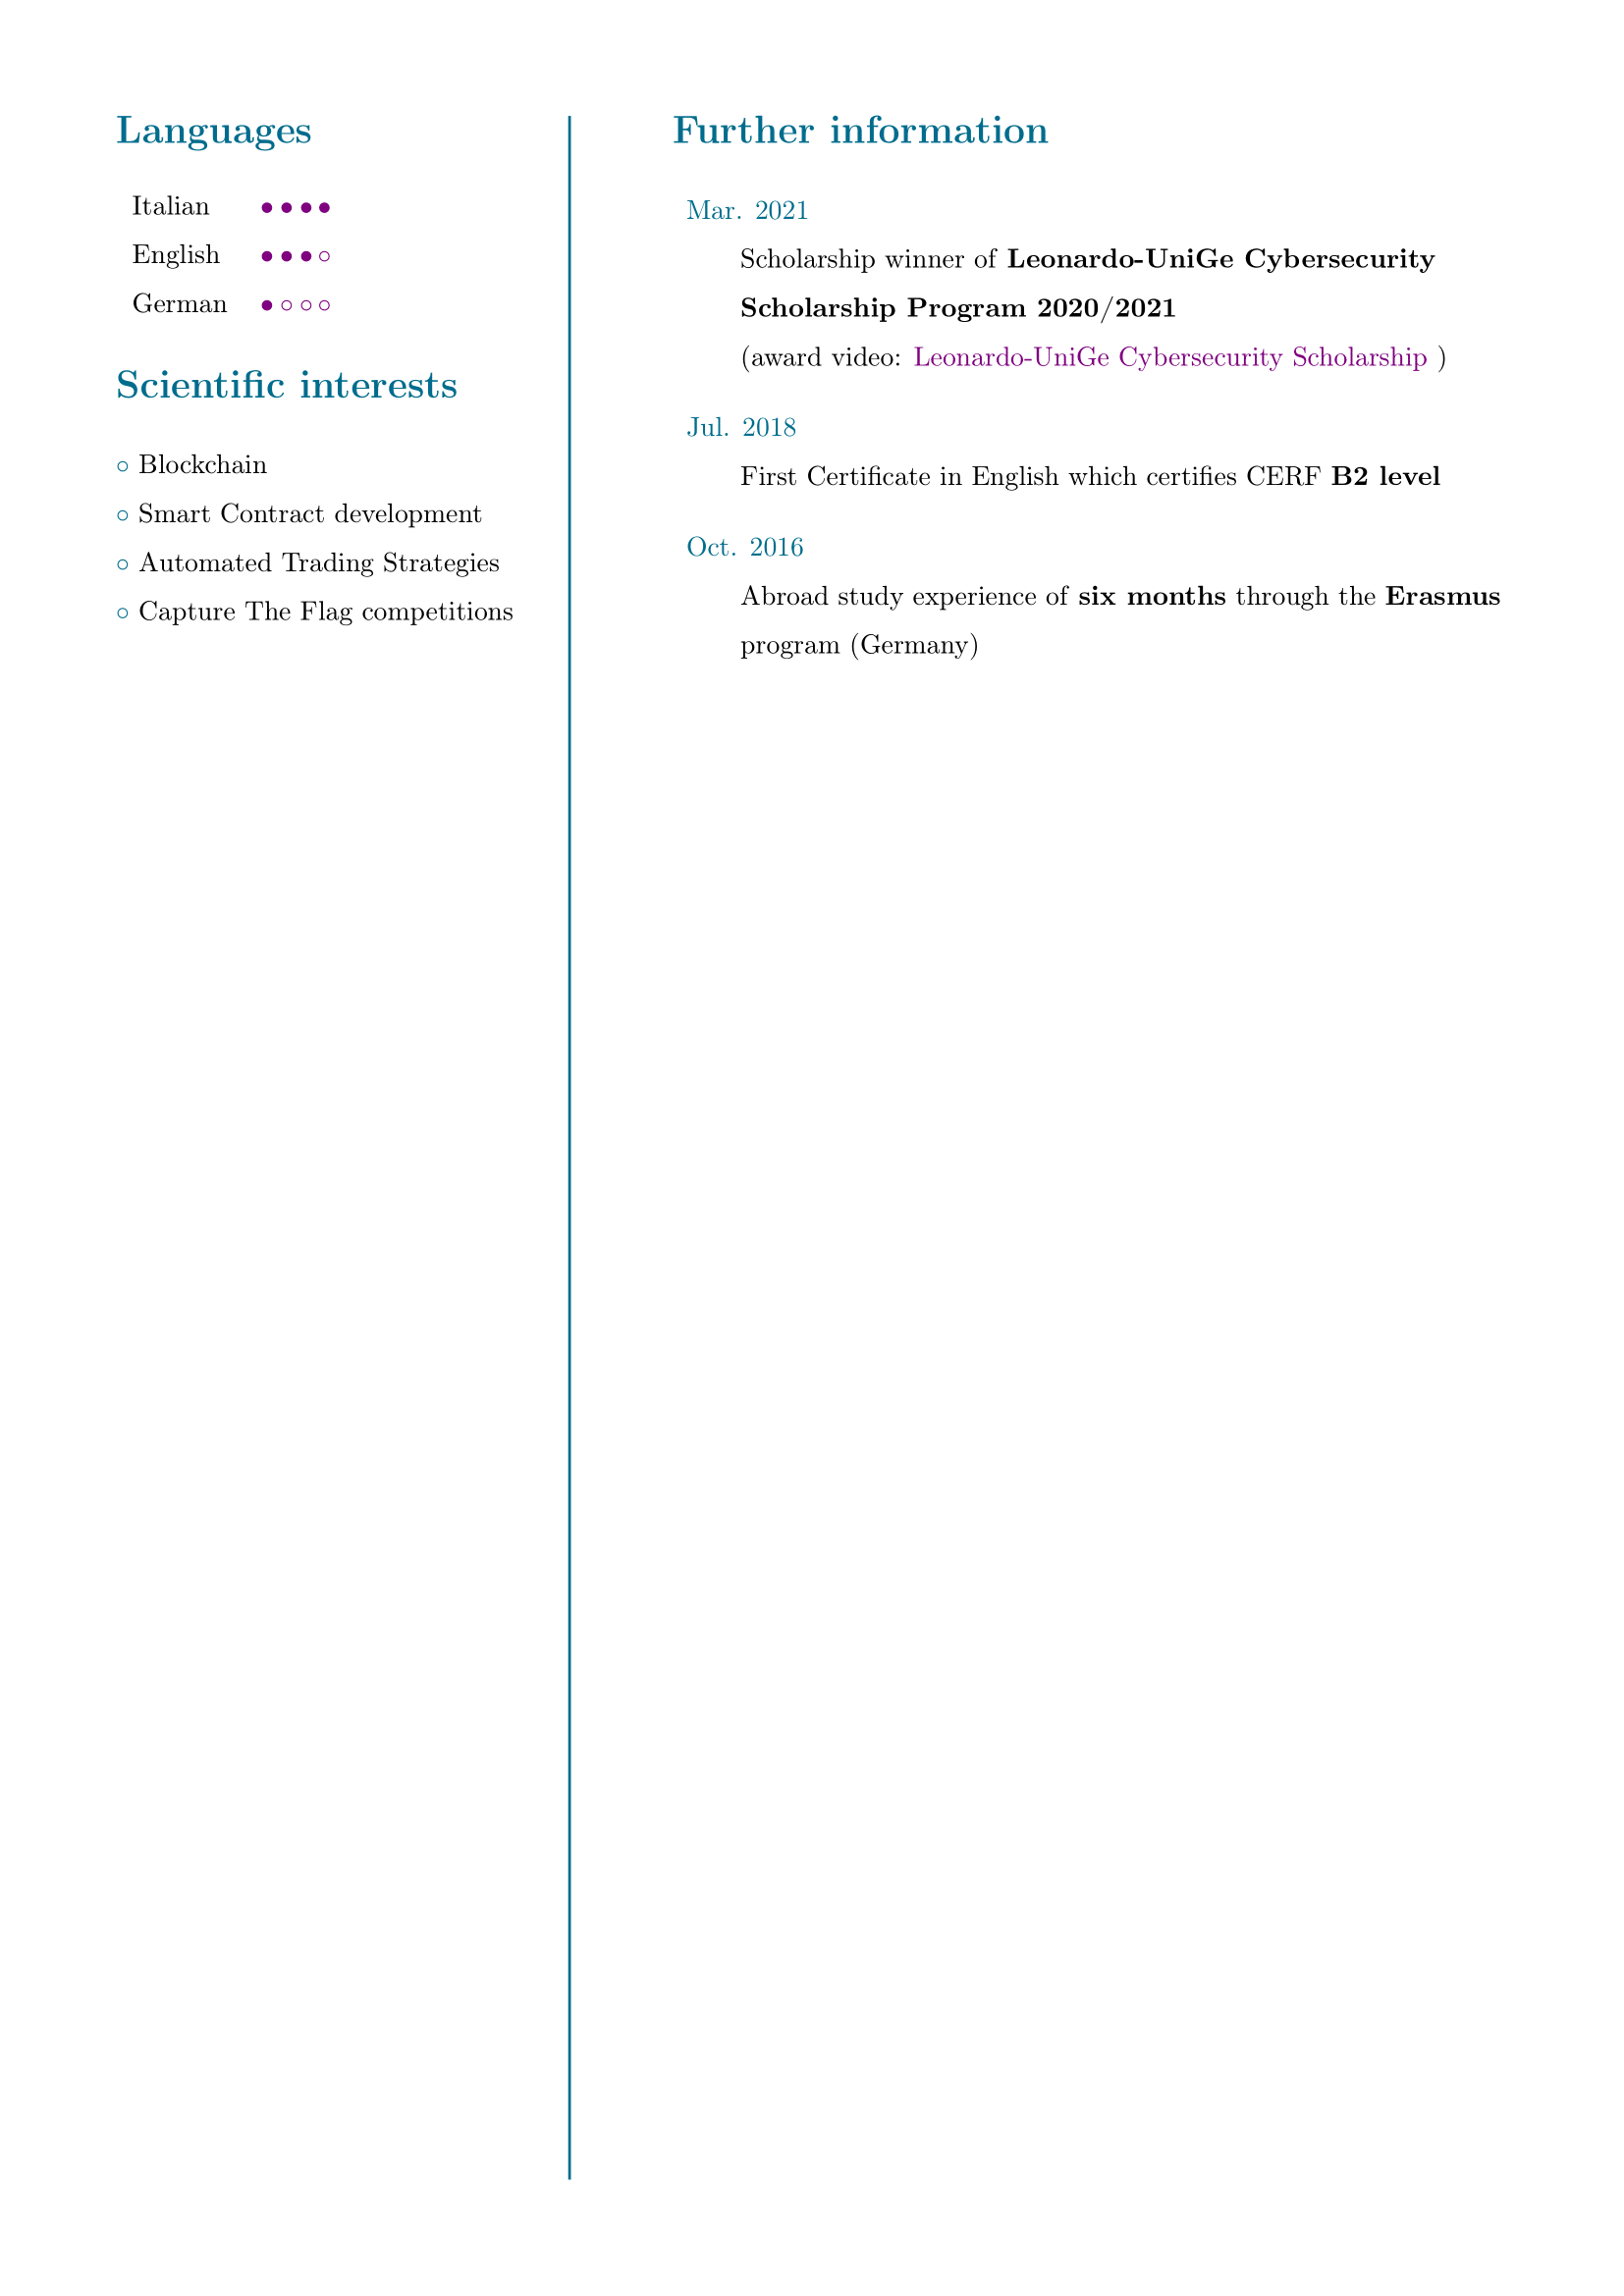 Languages
Italian ●●●●
English ●●●○
German ●○○○
Scientific interests
○ Blockchain
○ Smart Contract development
○ Automated Trading Strategies
○ Capture The Flag competitions
Further information
Mar. 2021
Scholarship winner of Leonardo-UniGe Cybersecurity
Scholarship Program 2020/2021
(award video: Leonardo-UniGe Cybersecurity Scholarship )
Jul. 2018
First Certificate in English which certifies CERF B2 level
Oct. 2016
Abroad study experience of six months through the Erasmus
program (Germany)